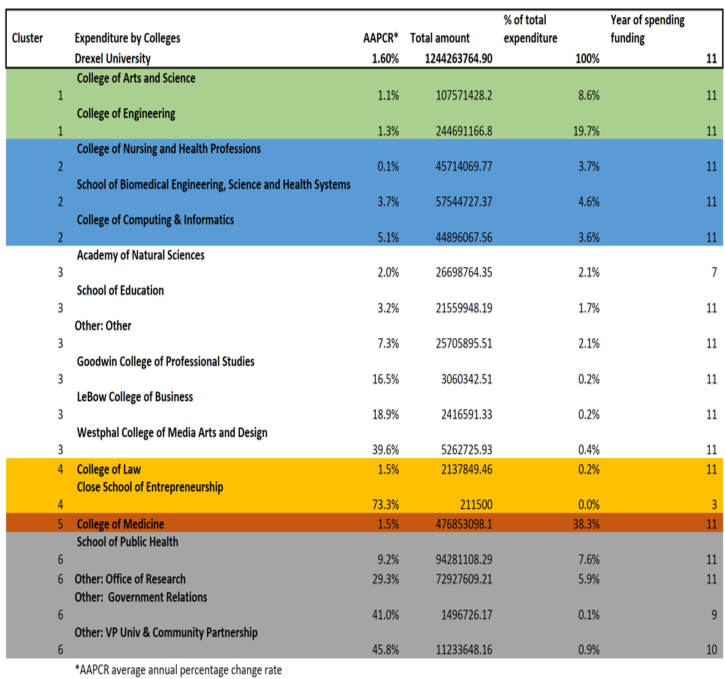 Cluster Expenditure by Colleges AAPCR* Total amount % of total expenditure Year of spending funding
Drexel University 1.60% 1244263764.90 100% 11
College of Arts and Science
1 1.1% 107571428.2 8.6% 11
College of Engineering
1 1.3% 244691166.8 19.7% 11
College of Nursing and Health Professions
2 0.1% 45714069.77 3.7% 11
School of Biomedical Engineering, Science and Health Systems
2 3.7% 57544727.37 4.6% 11
College of Computing & Informatics
2 5.1% 44896067.56 3.6% 11
Academy of Natural Sciences
3 2.0% 26698764.35 2.1% 7
School of Education
3 3.2% 21559948.19 1.7% 11
Other: Other
3 7.3% 25705895.51 2.1% 11
Goodwin College of Professional Studies
3 16.5% 3060342.51 0.2% 11
LeBow College of Business
3 18.9% 2416591.33 0.2% 11
Westphal College of Media Arts and Design
3 39.6% 5262725.93 0.4% 11
4 College of Law 1.5% 2137849.46 0.2% 11
Close School of Entrepreneurship
4 73.3% 211500 0.0% 3
5 College of Medicine 1.5% 476853098.1 38.3% 11
School of Public Health
6 9.2% 94281108.29 7.6% 11
6 Other: Office of Research 29.3% 72927609.21 5.9% 11
Other: Government Relations
6 41.0% 1496726.17 0.1% 9
Other: VP Univ & Community Partnership
6 45.8% 11233648.16 0.9% 10
*AAPCR average annual percentage change rate